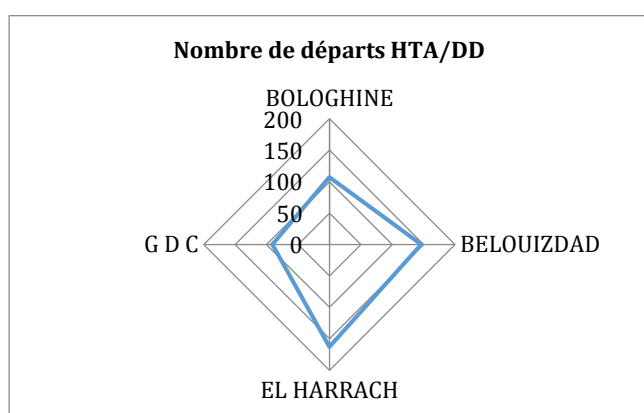 Nombre de départs HTA/DD
BOLOGHINE
200
150
100
50
0
G D C
BELOUIZDAD
EL HARRACH